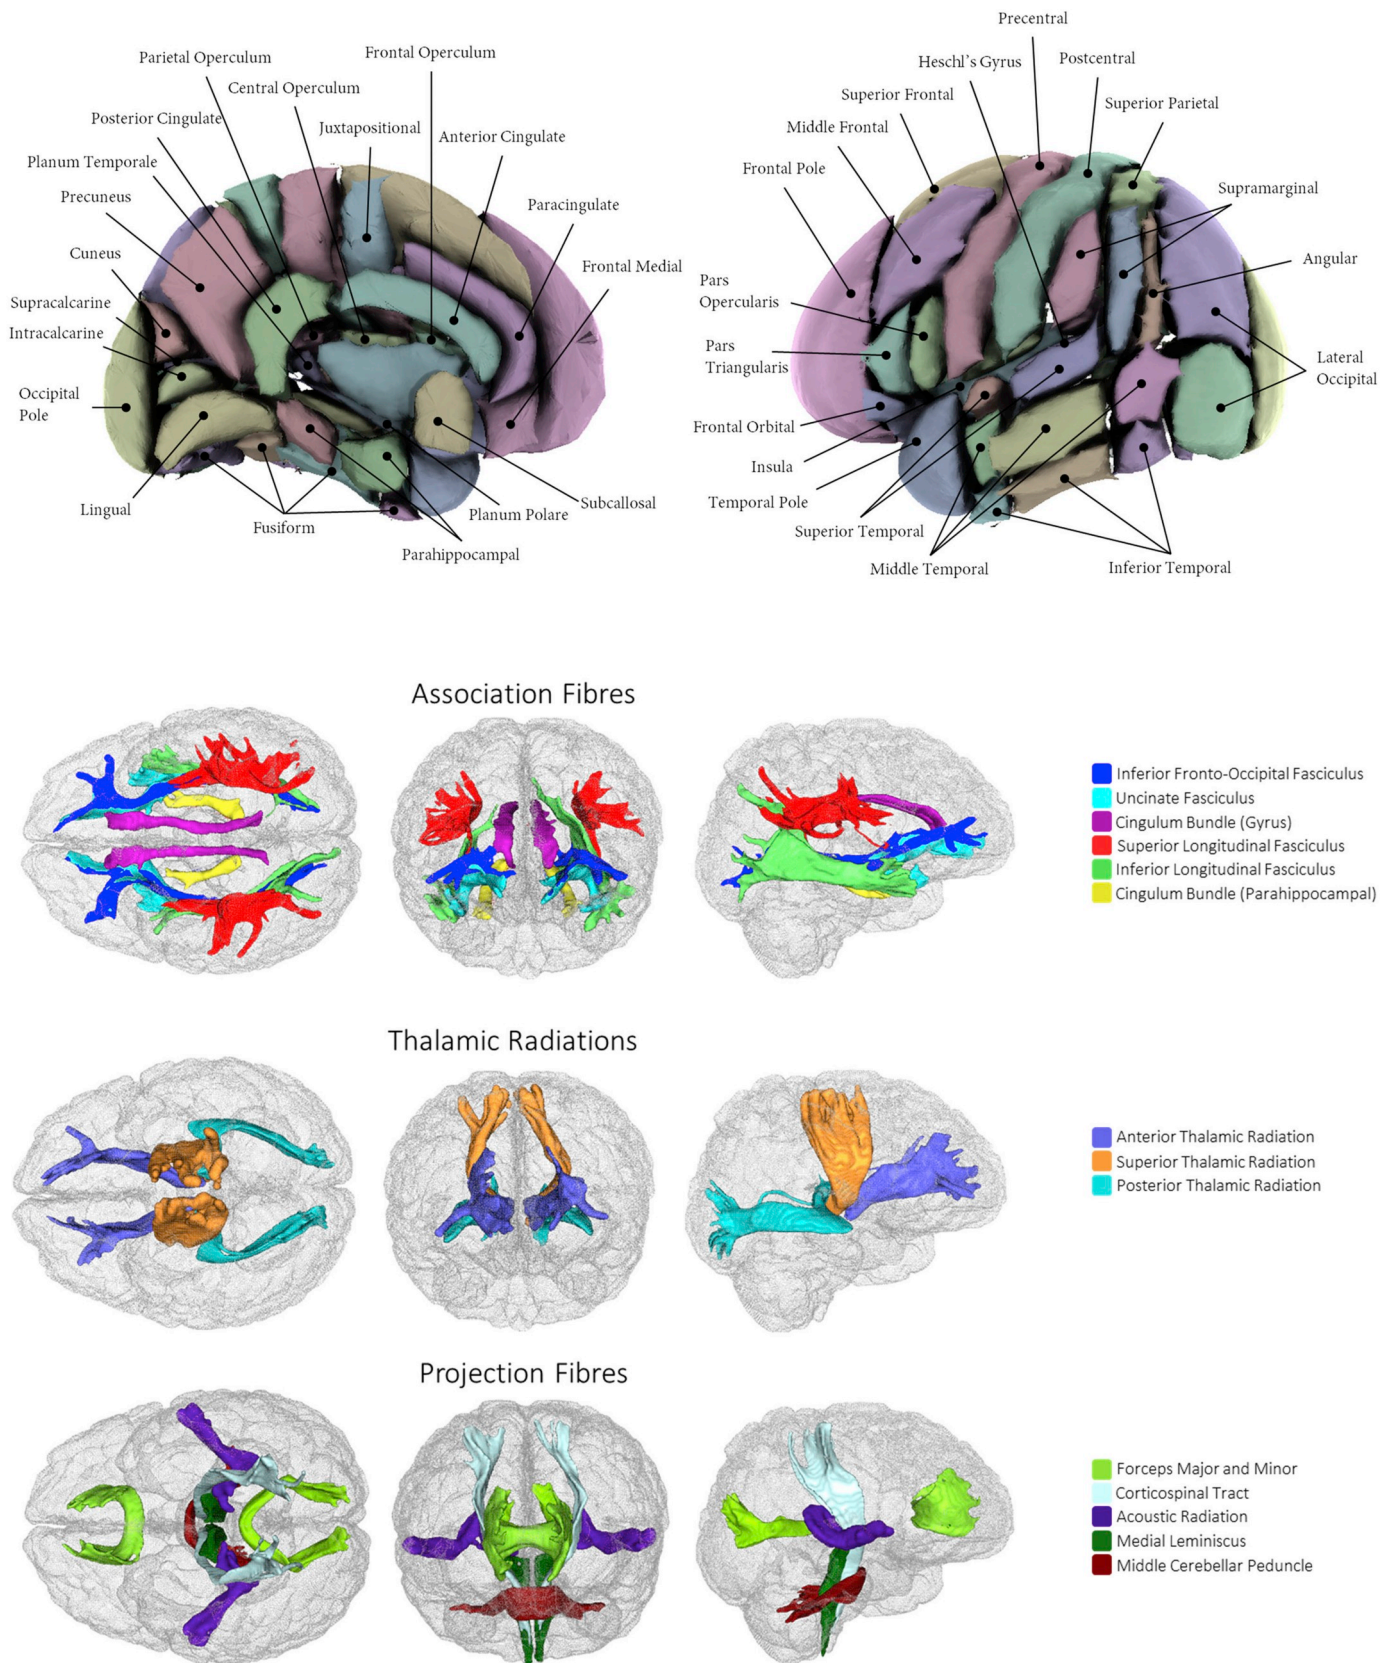 Parietal Operculum
Frontal Operculum
Central Operculum
Posterior Cingulate
Juxtapositional
Anterior Cingulate
Planum Temporale
Precuneus
Paracingulate
Cuneus
Frontal Medial
Supracalcarine
Intracalcarine
Occipital
Pole
Lingual
Fusiform
Planum Polare
Subcallosal
Parahippocampal
Precentral
Heschl's Gyrus
Postcentral
Superior Frontal
Superior Parietal
Middle Frontal
Frontal Pole
Supramarginal
Angular
Pars
Opercularis
Pars
Triangularis
Lateral
Occipital
Frontal Orbital
Insula
Temporal Pole
Superior Temporal
Middle Temporal
Inferior Temporal
Association Fibres
Inferior Fronto-Occipital Fasciculus
Uncinate Fasciculus
Cingulum Bundle (Gyrus)
Superior Longitudinal Fasciculus
Inferior Longitudinal Fasciculus
Cingulum Bundle (Parahippocampal)
Thalamic Radiations
Anterior Thalamic Radiation
Superior Thalamic Radiation
Posterior Thalamic Radiation
Projection Fibres
Forceps Major and Minor
Corticospinal Tract
Acoustic Radiation
Medial Leminiscus
Middle Cerebellar Peduncle